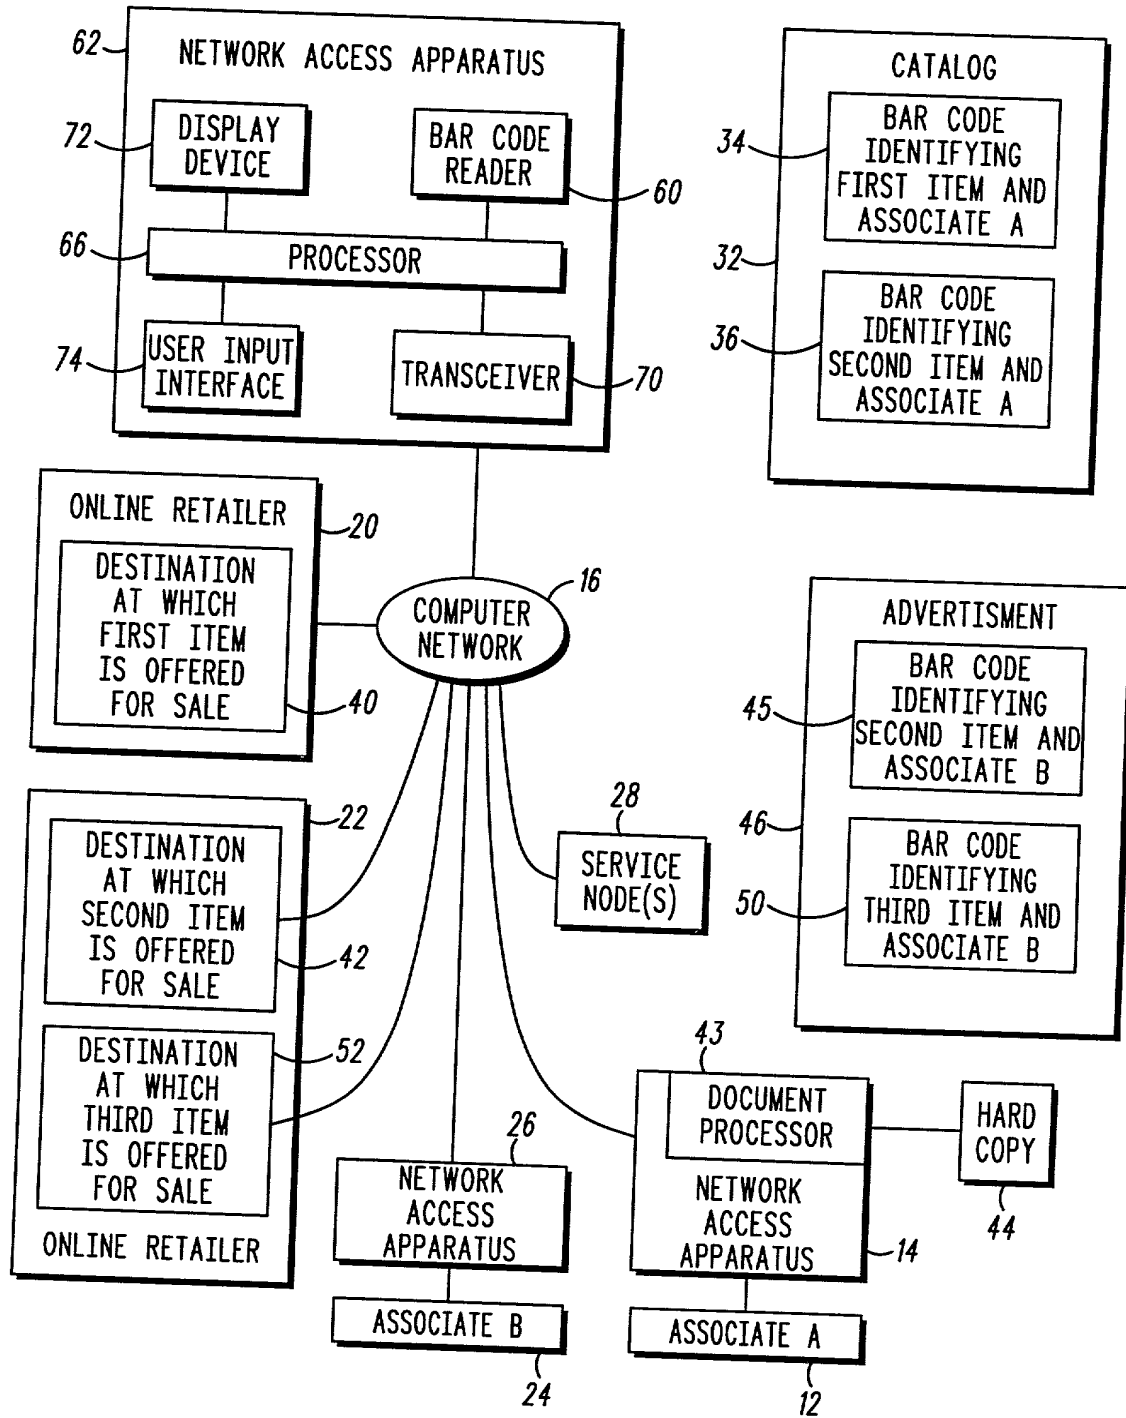 62
NETWORK ACCESS APPARATUS
72
DISPLAY
DEVICE
BAR CODE
READER
60
66
PROCESSOR
74
USER INPUT
INTERFACE
TRANSCEIVER
70
CATALOG
34
BAR CODE
IDENTIFYING
FIRST ITEM AND
ASSOCIATE A
32
36
BAR CODE
IDENTIFYING
SECOND ITEM AND
ASSOCIATE A
ONLINE RETAILER
20
DESTINATION
AT WHICH
FIRST ITEM
IS OFFERED
FOR SALE
40
16
COMPUTER
NETWORK
ADVERTISMENT
45
BAR CODE
IDENTIFYING
SECOND ITEM AND
ASSOCIATE B
46
50
BAR CODE
IDENTIFYING
THIRD ITEM AND
ASSOCIATE B
22
DESTINATION
AT WHICH
SECOND ITEM
IS OFFERED
FOR SALE
42
52
DESTINATION
AT WHICH
THIRD ITEM
IS OFFERED
FOR SALE
ONLINE RETAILER
28
SERVICE
NODE(S)
26
NETWORK
ACCESS
APPARATUS
ASSOCIATE B
24
43
DOCUMENT
PROCESSOR
NETWORK
ACCESS
APPARATUS
14
ASSOCIATE A
12
HARD
COPY
44